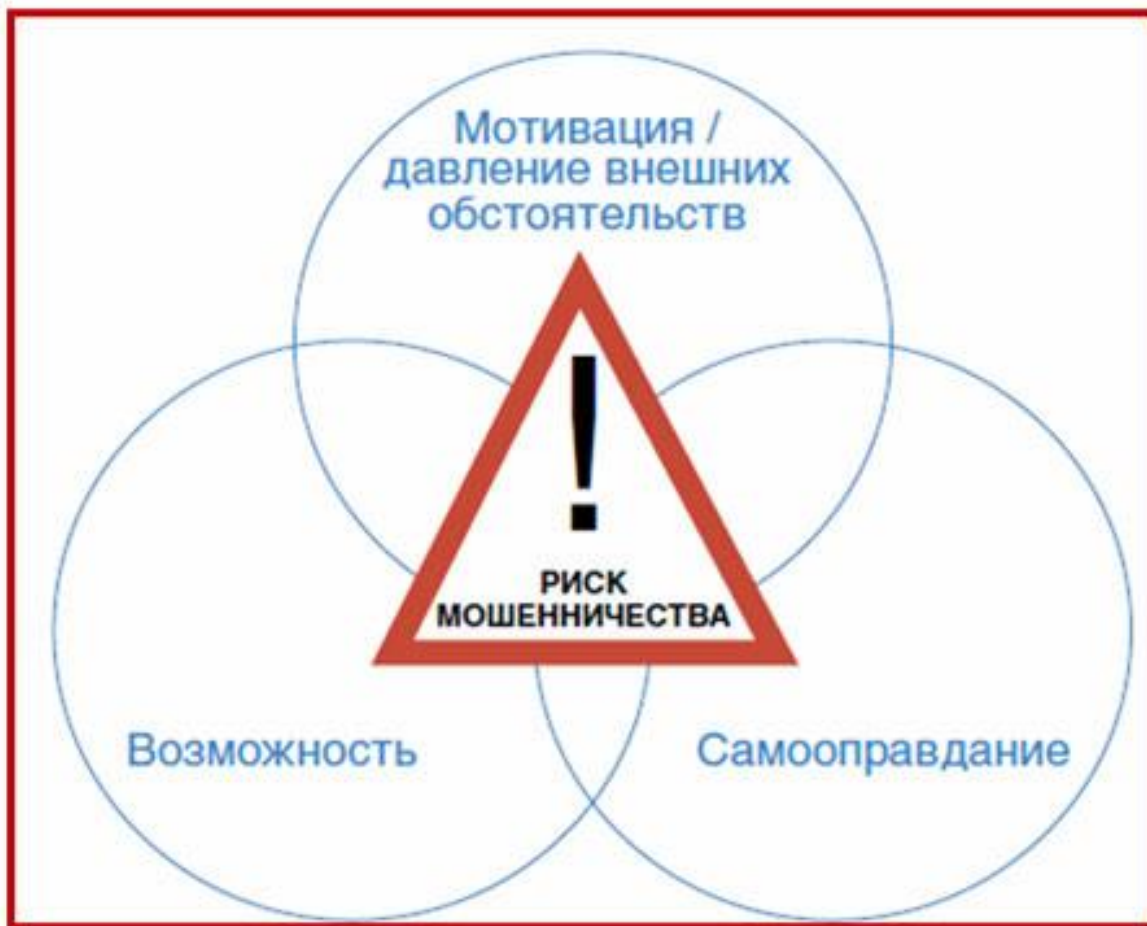 Мотивация /
давление внешних
обстоятельств
!
РИСК
МОШЕННИЧЕСТВА
Возможность
Самооправдание